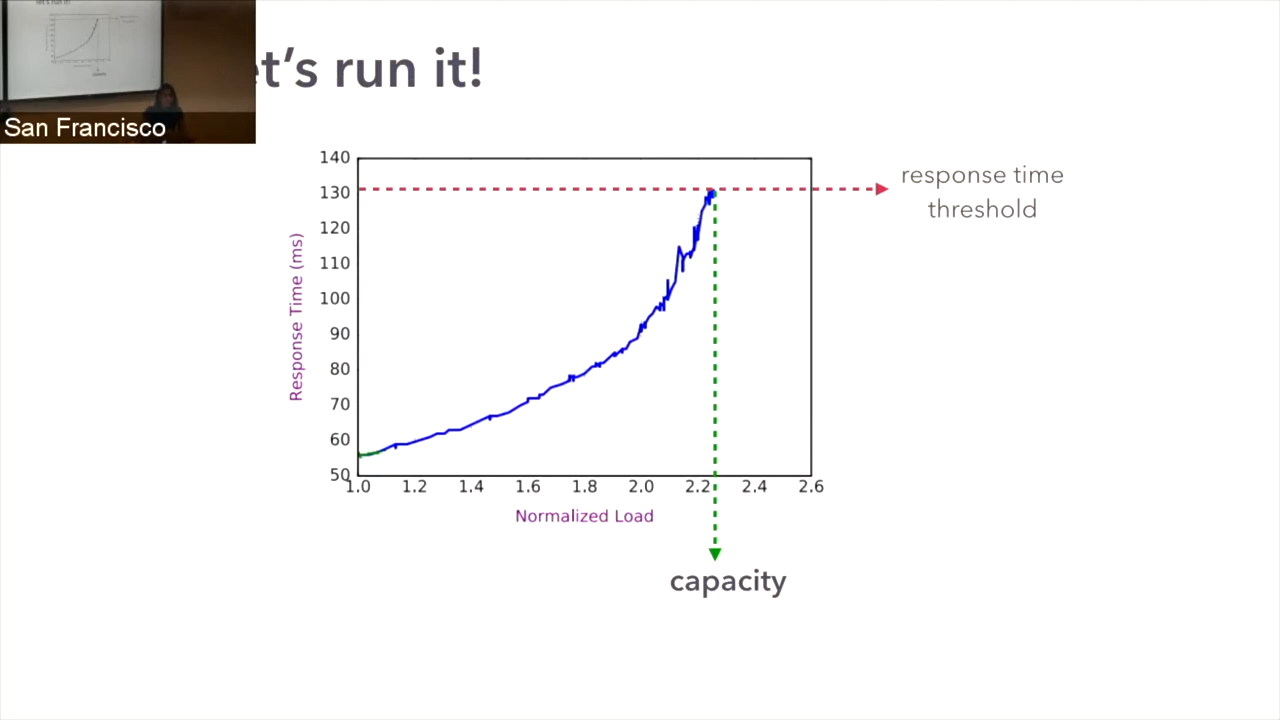 et's run it!
San Francisco
140
130
120
110
100
90
80
70
60
50
Response Time (ms)
1.0 1.2 1.4 1.6 1.8 2.0 2.2 2.4 2.6
Normalized Load
response time
threshold
capacity